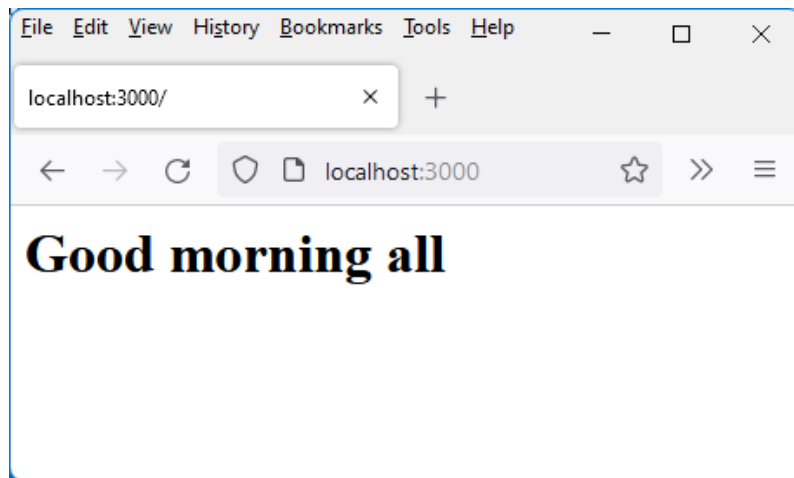 File Edit View History Bookmarks Tools Help
localhost:3000/
localhost:3000
Good morning all